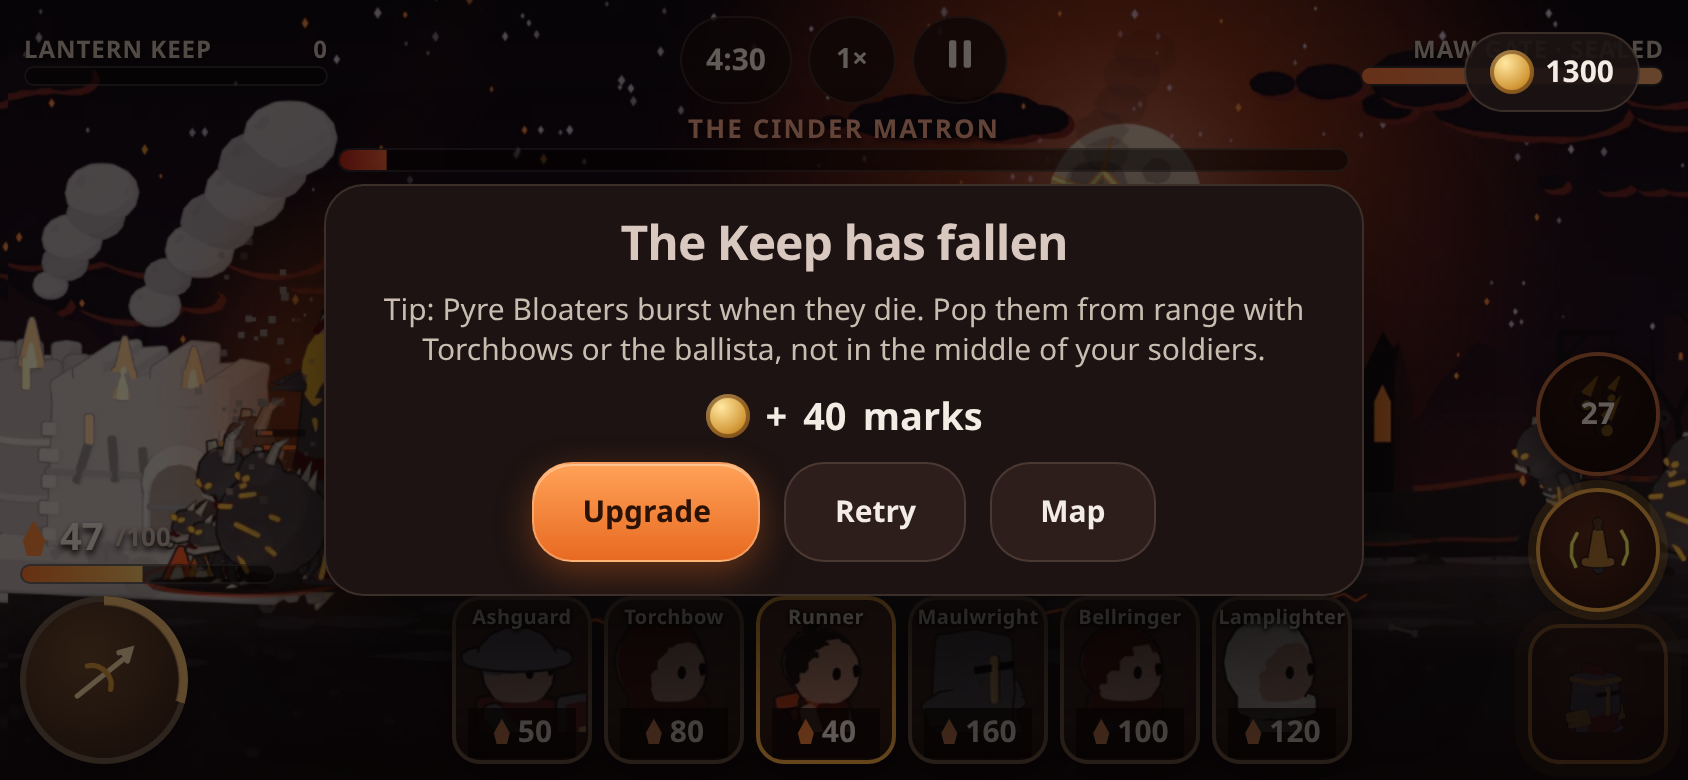 LANTERN KEEP 0
4:30 1×
1300
THE CINDER MATRON
The Keep has fallen
Tip: Pyre Bloaters burst when they die. Pop them from range with
Torchbows or the ballista, not in the middle of your soldiers.
+ 40 marks
Upgrade Retry Map
27
47 /100
Ashguard Torchbow Runner Maulwright Bellringer Lamplighter
50 80 40 160 100 120